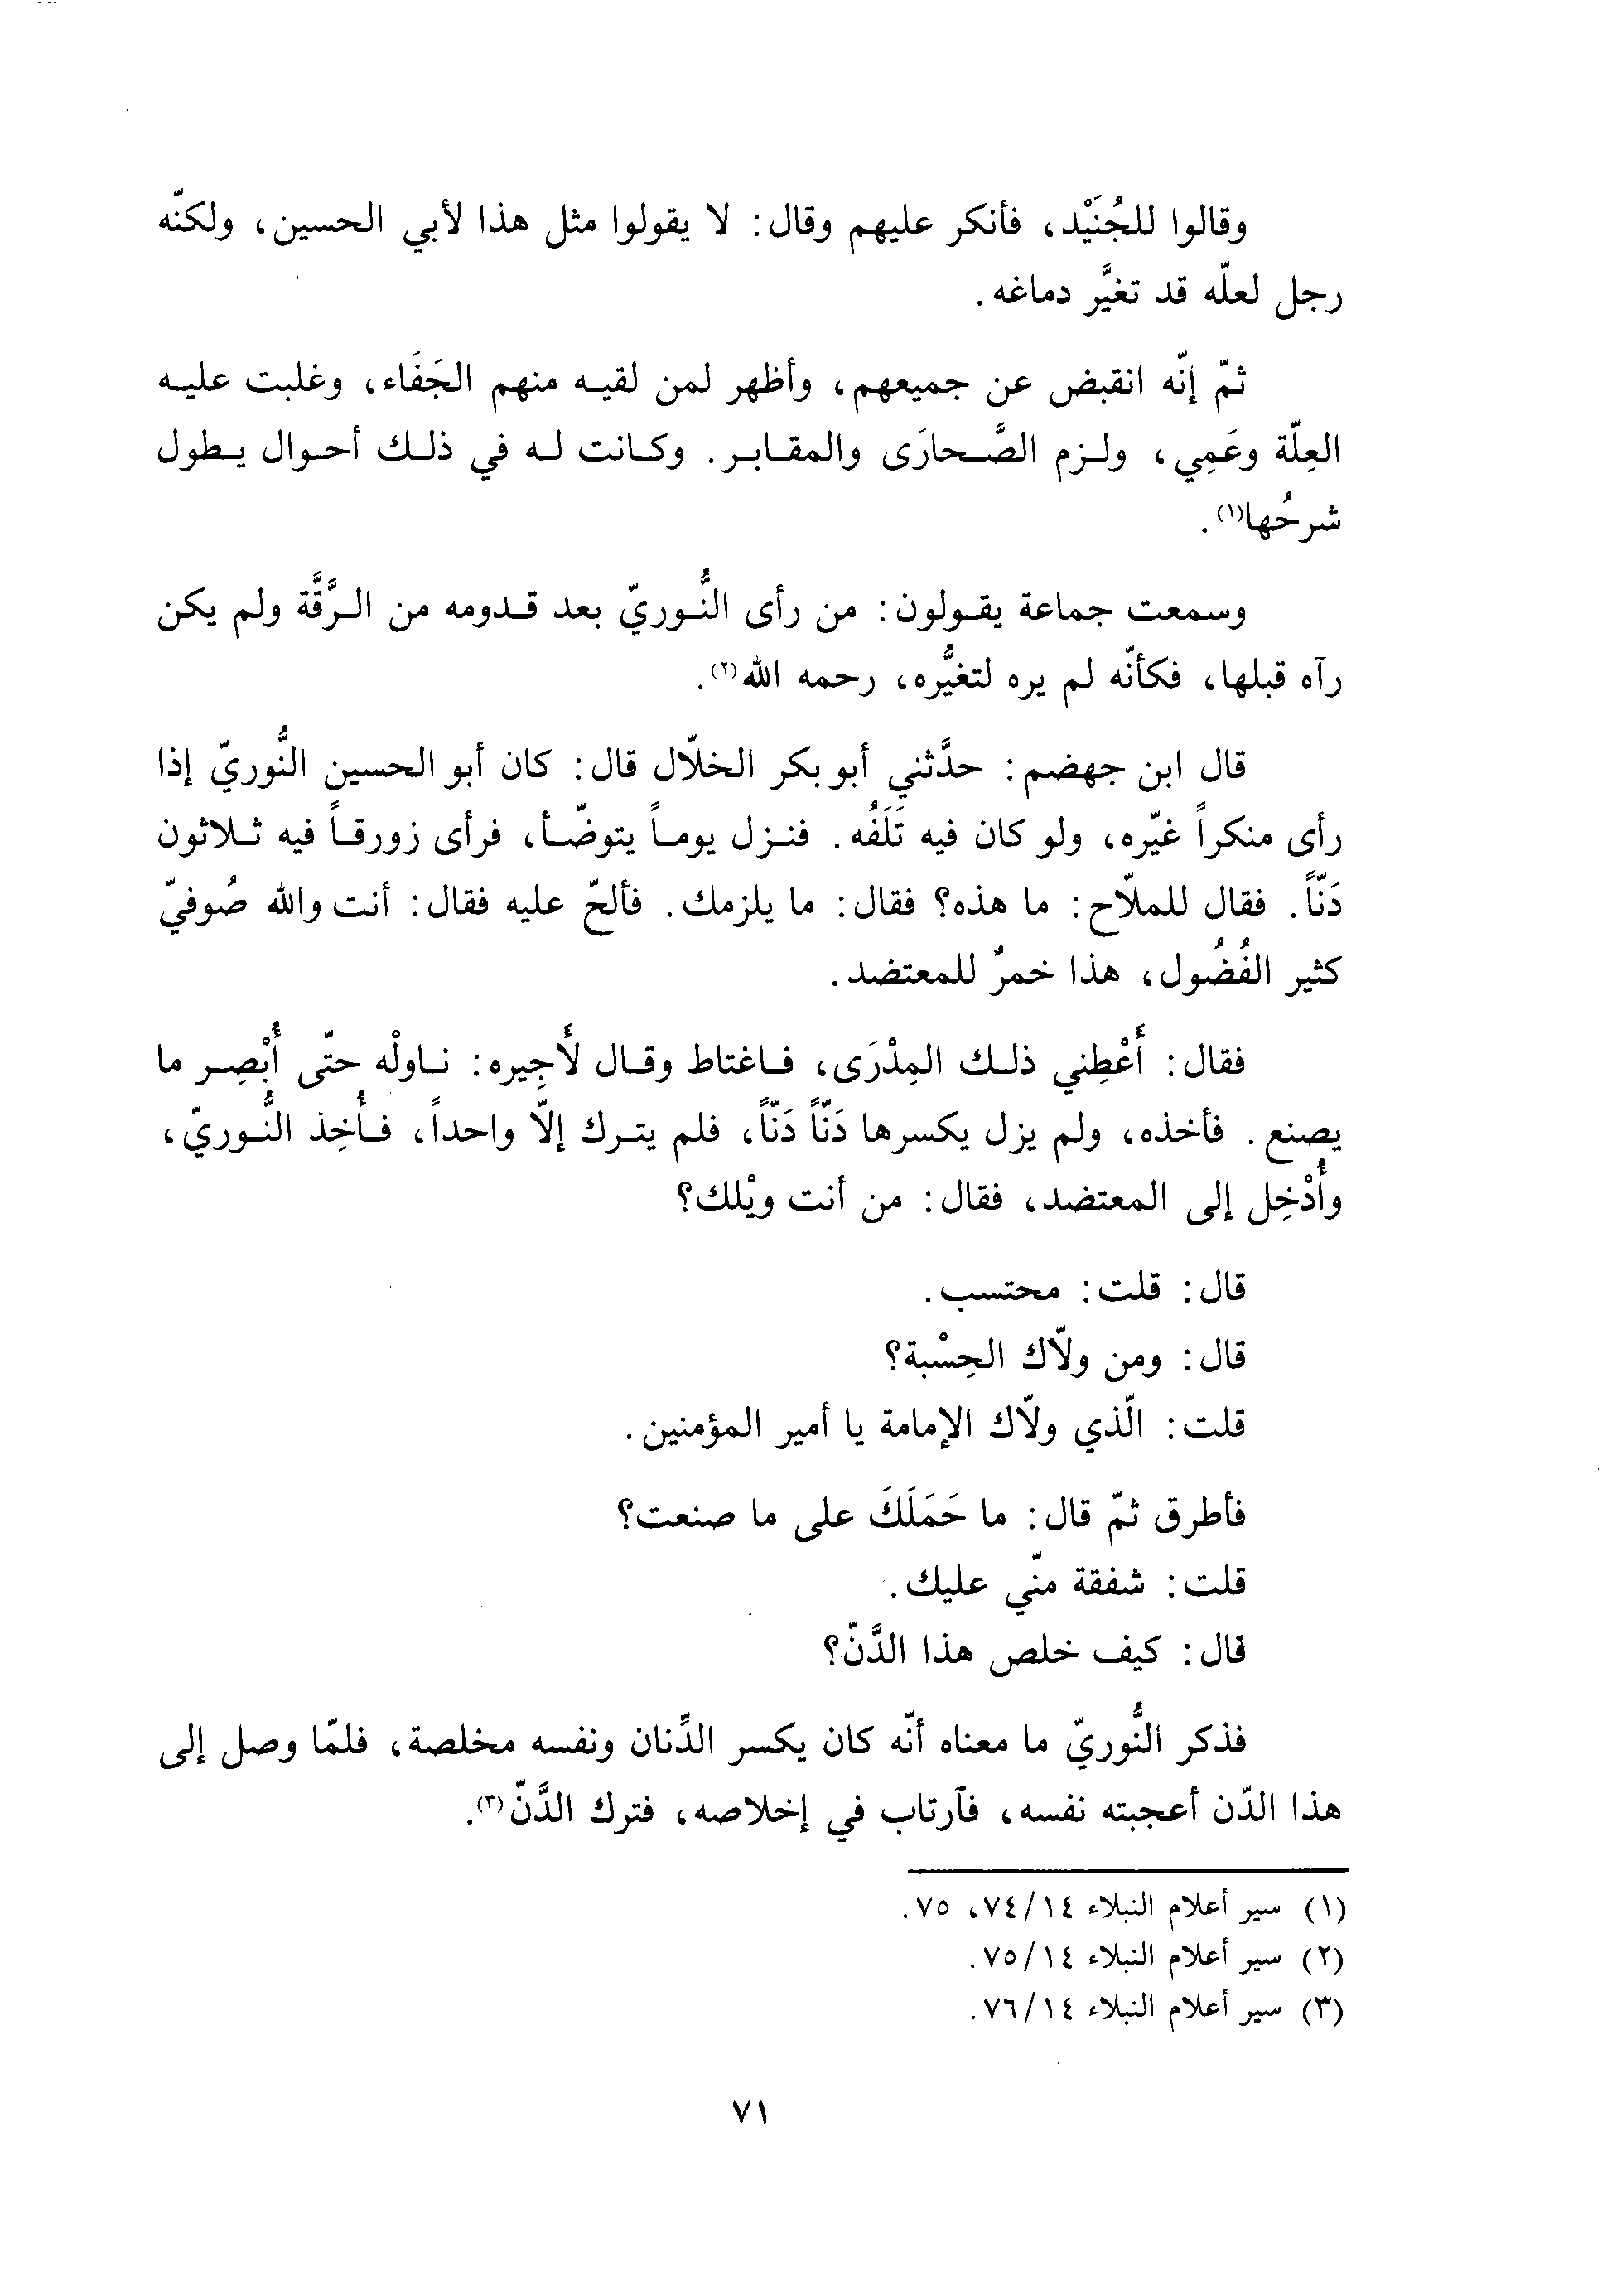 وقالوا للجُنَيْد، فأنكر عليهم وقال: لا يقولوا مثل هذا لأبي الحسين، ولكنّه
رجل لعلّه قد تغيَّر دماغه.
ثمّ إنّه انقبض عن جميعهم، وأظهر لمن لقيه منهم الجَفَاء، وغلبت عليه
العِلّة وعَمِي، ولزم الصَّحارَى والمقابر. وكانت له في ذلك أحوال يطول
شرحُها(١).
وسمعت جماعة يقولون: من رأى النُّوريّ بعد قدومه من الرَّقَّة ولم يكن
رآه قبلها، فكأنّه لم يره لتغيُّره، رحمه الله(٢).
قال ابن جهضم: حدَّثني أبو بكر الخلّال قال: كان أبو الحسين النُّوريّ إذا
رأى منكراً غيّره، ولو كان فيه تَلَفُه. فنزل يوماً يتوضّأ، فرأى زورقاً فيه ثلاثون
دَنّاً. فقال للملّاح: ما هذه؟ فقال: ما يلزمك. فألحّ عليه فقال: أنت والله صُوفيّ
كثير الفُضُول، هذا خمرٌ للمعتضد.
فقال: أَعْطِني ذلك المِدْرَى، فاغتاط وقال لأَجِيره: ناولْه حتّى أُبْصِر ما
يصنع. فأخذه، ولم يزل يكسرها دَنّاً دَنّاً، فلم يترك إلّا واحداً، فأُخِذ النُّوريّ،
وأُدْخِل إلى المعتضد، فقال: من أنت ويْلك؟
قال: قلت: محتسب.
قال: ومن ولّاك الحِسْبة؟
قلت: الّذي ولّاك الإمامة يا أمير المؤمنين.
فأطرق ثمّ قال: ما حَمَلَكَ على ما صنعت؟
قلت: شفقة منّي عليك.
قال: كيف خلص هذا الدَّنّ؟
فذكر النُّوريّ ما معناه أنّه كان يكسر الدِّنان ونفسه مخلصة، فلمّا وصل إلى
هذا الدّن أعجبته نفسه، فآرتاب في إخلاصه، فترك الدَّنّ(٣).
(١) سير أعلام النبلاء ١٤/٧٤، ٧٥.
(٢) سير أعلام النبلاء ١٤/٧٥.
(٣) سير أعلام النبلاء ١٤/٧٦.
٧١